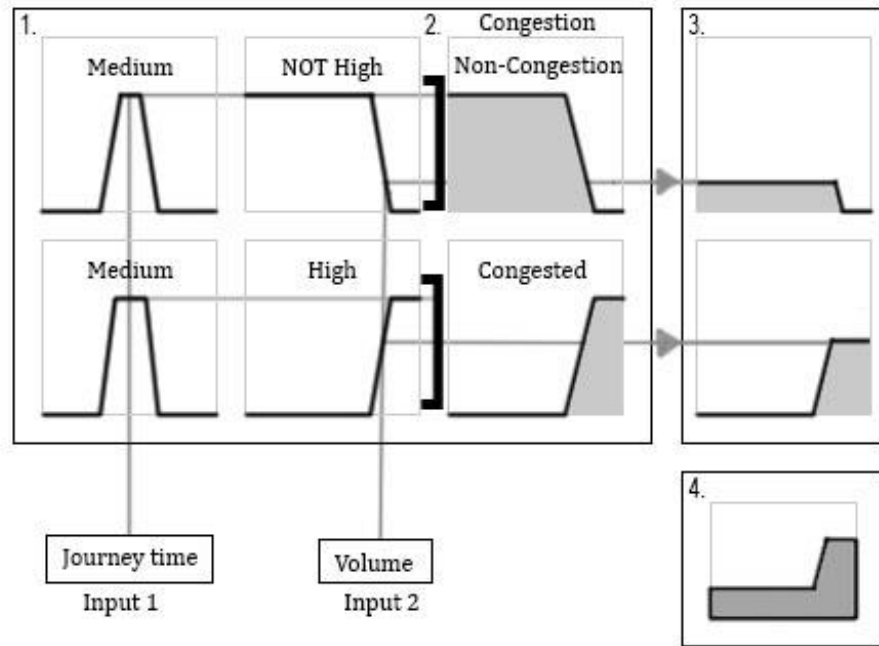 1.
2.
Congestion
3.
Medium
NOT High
Non-Congestion
Medium
High
Congested
4.
Journey time
Volume
Input 1
Input 2